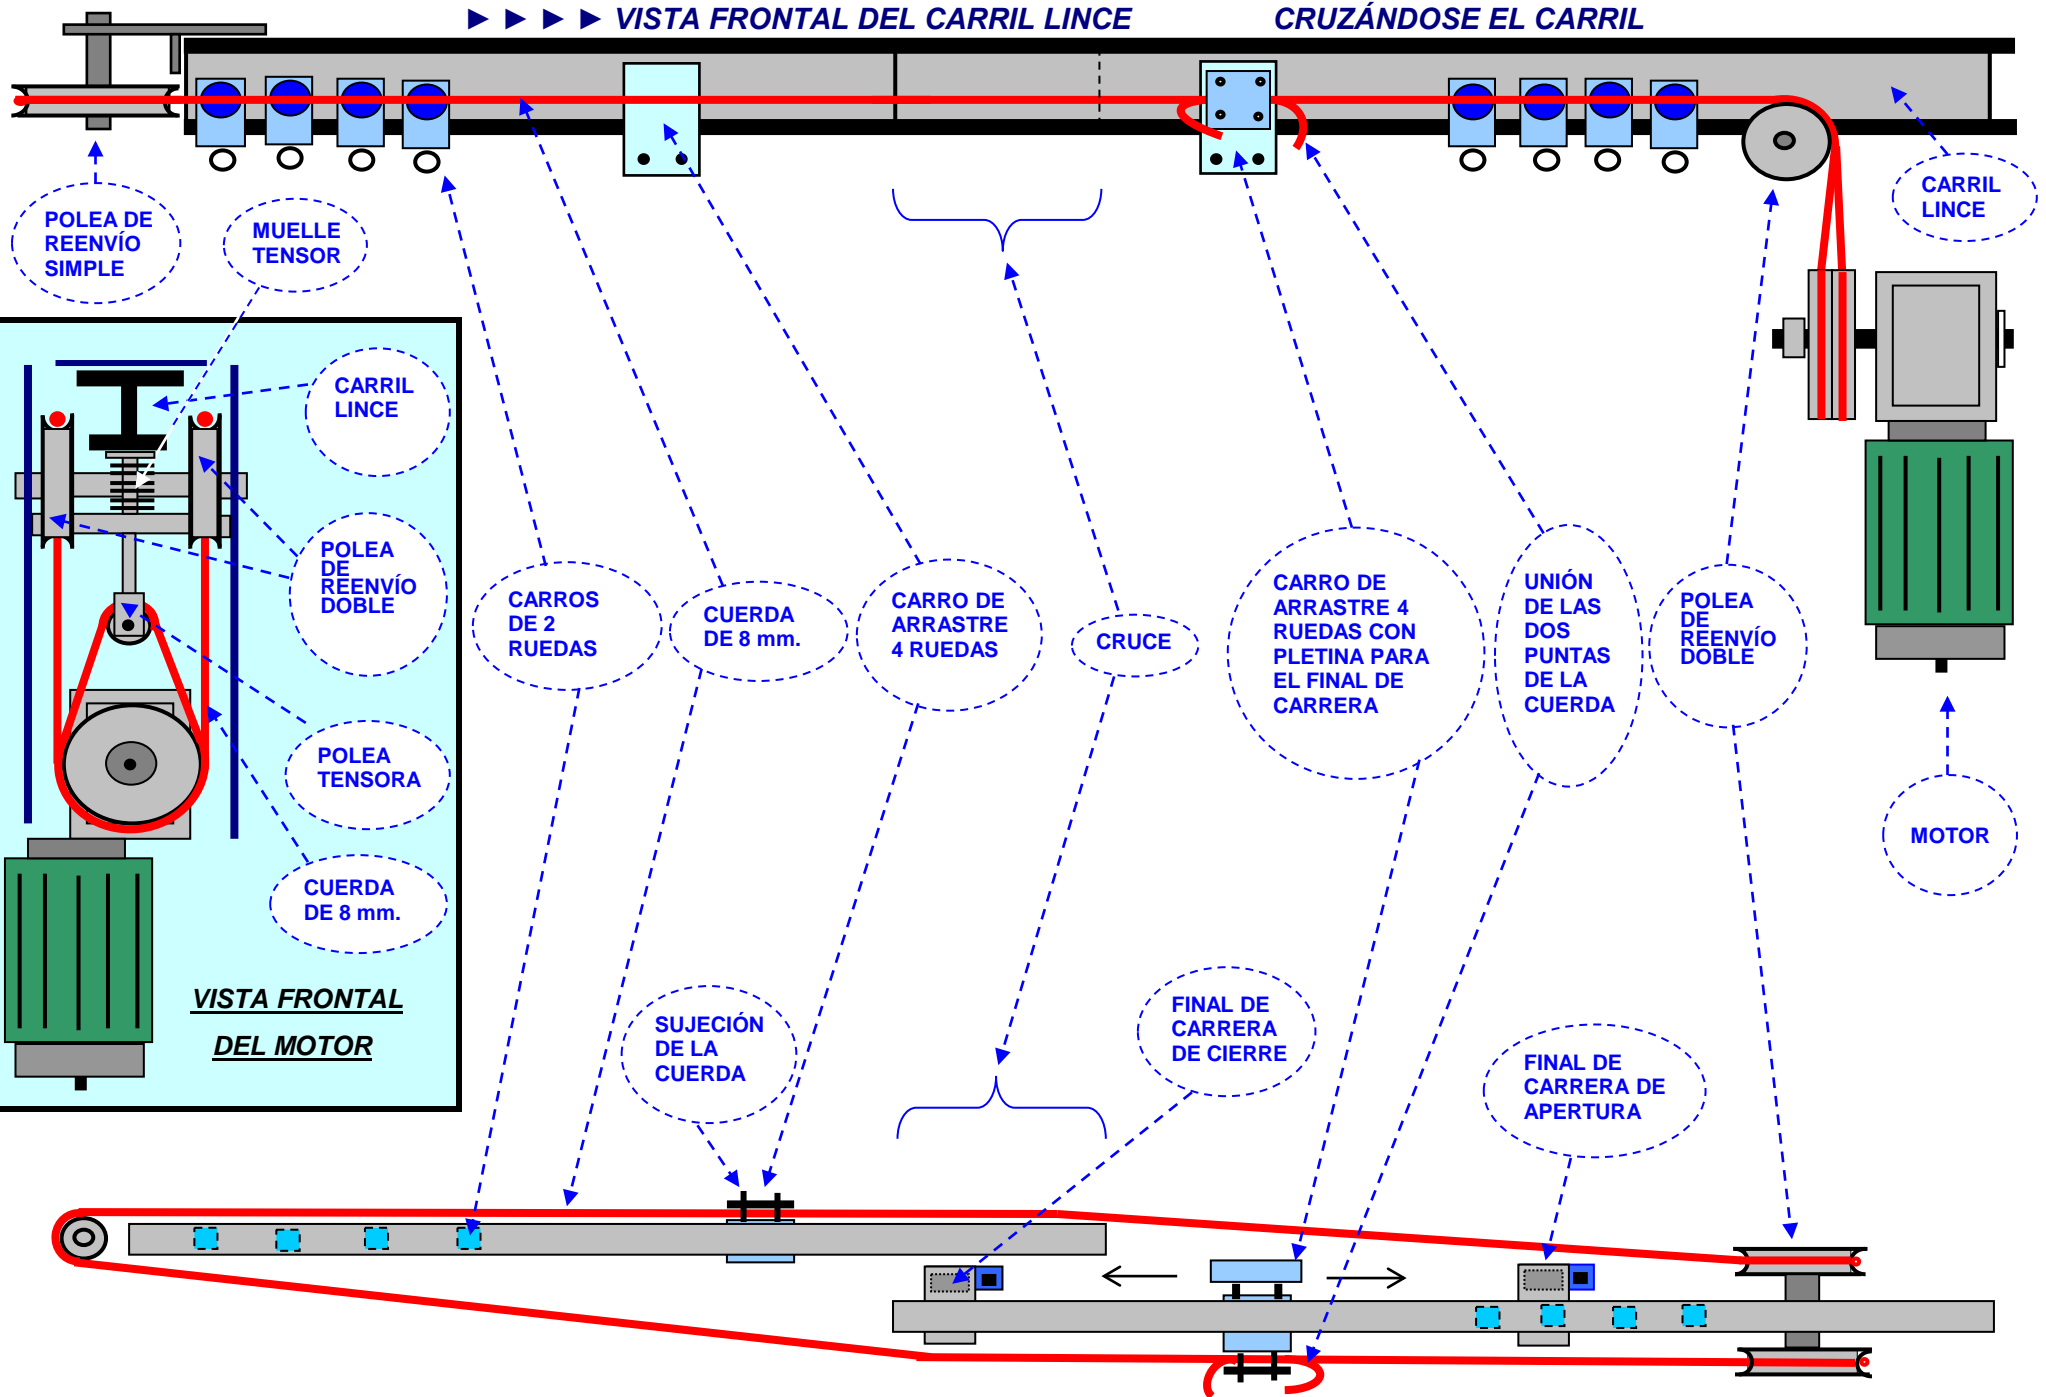 ► ► ► ► VISTA FRONTAL DEL CARRIL LINCE CRUZÁNDOSE EL CARRIL
POLEA DE
REENVÍO
SIMPLE
MUELLE
TENSOR
CARRIL
LINCE
CARRIL
LINCE
POLEA
DE
REENVÍO
DOBLE
POLEA
TENSORA
CUERDA
DE 8 mm.
VISTA FRONTAL
DEL MOTOR
CARROS
DE 2
RUEDAS
CUERDA
DE 8 mm.
CARRO DE
ARRASTRE
4 RUEDAS
CRUCE
CARRO DE
ARRASTRE 4
RUEDAS CON
PLETINA PARA
EL FINAL DE
CARRERA
UNIÓN
DE LAS
DOS
PUNTAS
DE LA
CUERDA
POLEA
DE
REENVÍO
DOBLE
MOTOR
SUJECIÓN
DE LA
CUERDA
FINAL DE
CARRERA
DE CIERRE
FINAL DE
CARRERA DE
APERTURA